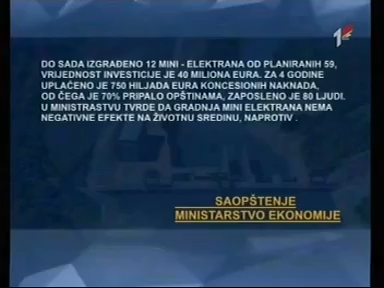 DO SADA IZGRAĐENO 12 MINI - ELEKTRANA OD PLANIRANIH 59,
VRIJEDNOST INVESTICIJE JE 40 MILIONA EURA. ZA 4 GODINE
UPLAĆENO JE 750 HILJADA EURA KONCESIONIH NAKNADA,
OD ČEGA JE 70% PRIPALO OPŠTINAMA, ZAPOSLENO JE 80 LJUDI.
U MINISTRASTVU TVRDE DA GRADNJA MINI ELEKTRANA NEMA
NEGATIVNE EFEKTE NA ŽIVOTNU SREDINU, NAPROTIV .
SAOPŠTENJE
MINISTARSTVO EKONOMIJE